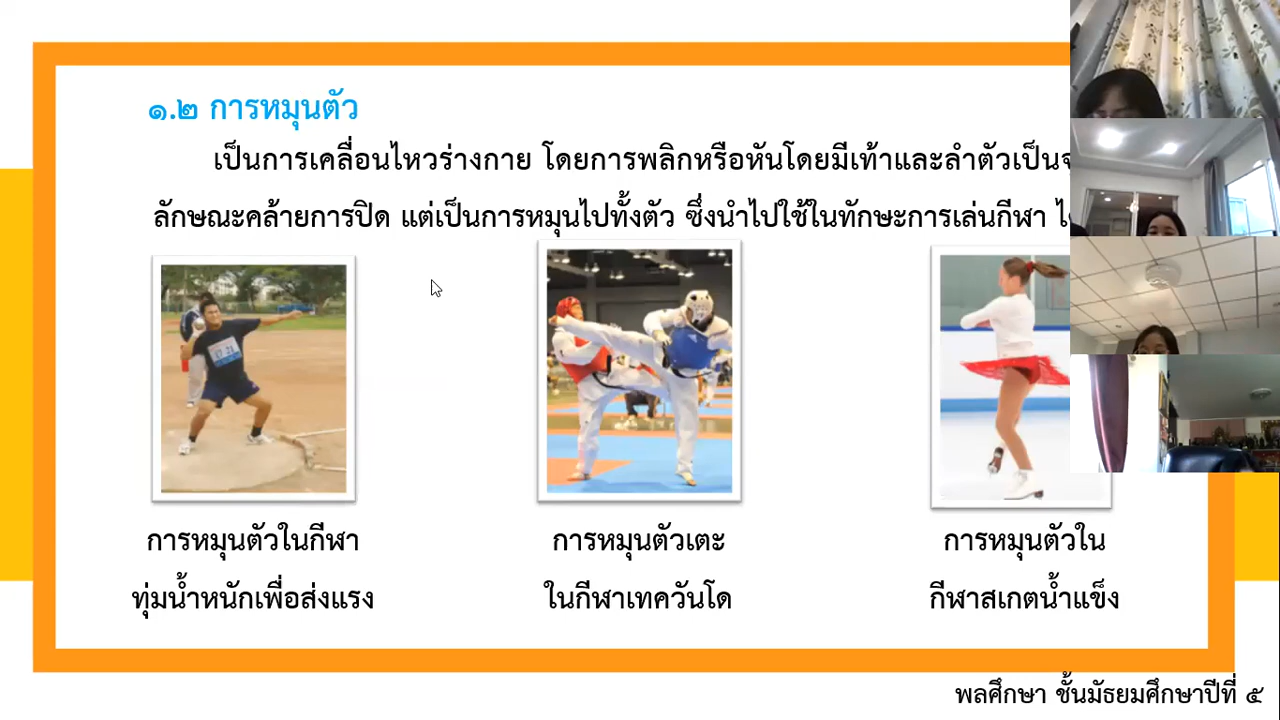 ๑.๒ การหมุนตัว
เป็นการเคลื่อนไหวร่างกาย โดยการพลิกหรือหันโดยมีเท้าและลำตัวเป็น
ลักษณะคล้ายการปิด แต่เป็นการหมุนไปทั้งตัว ซึ่งนำไปใช้ในทักษะการเล่นกีฬา
การหมุนตัวในกีฬา
ทุ่มน้ำหนักเพื่อส่งแรง
การหมุนตัวเตะ
ในกีฬาเทควันโด
การหมุนตัวใน
กีฬาสเกตน้ำแข็ง
พลศึกษา ชั้นมัธยมศึกษาปีที่ ๕